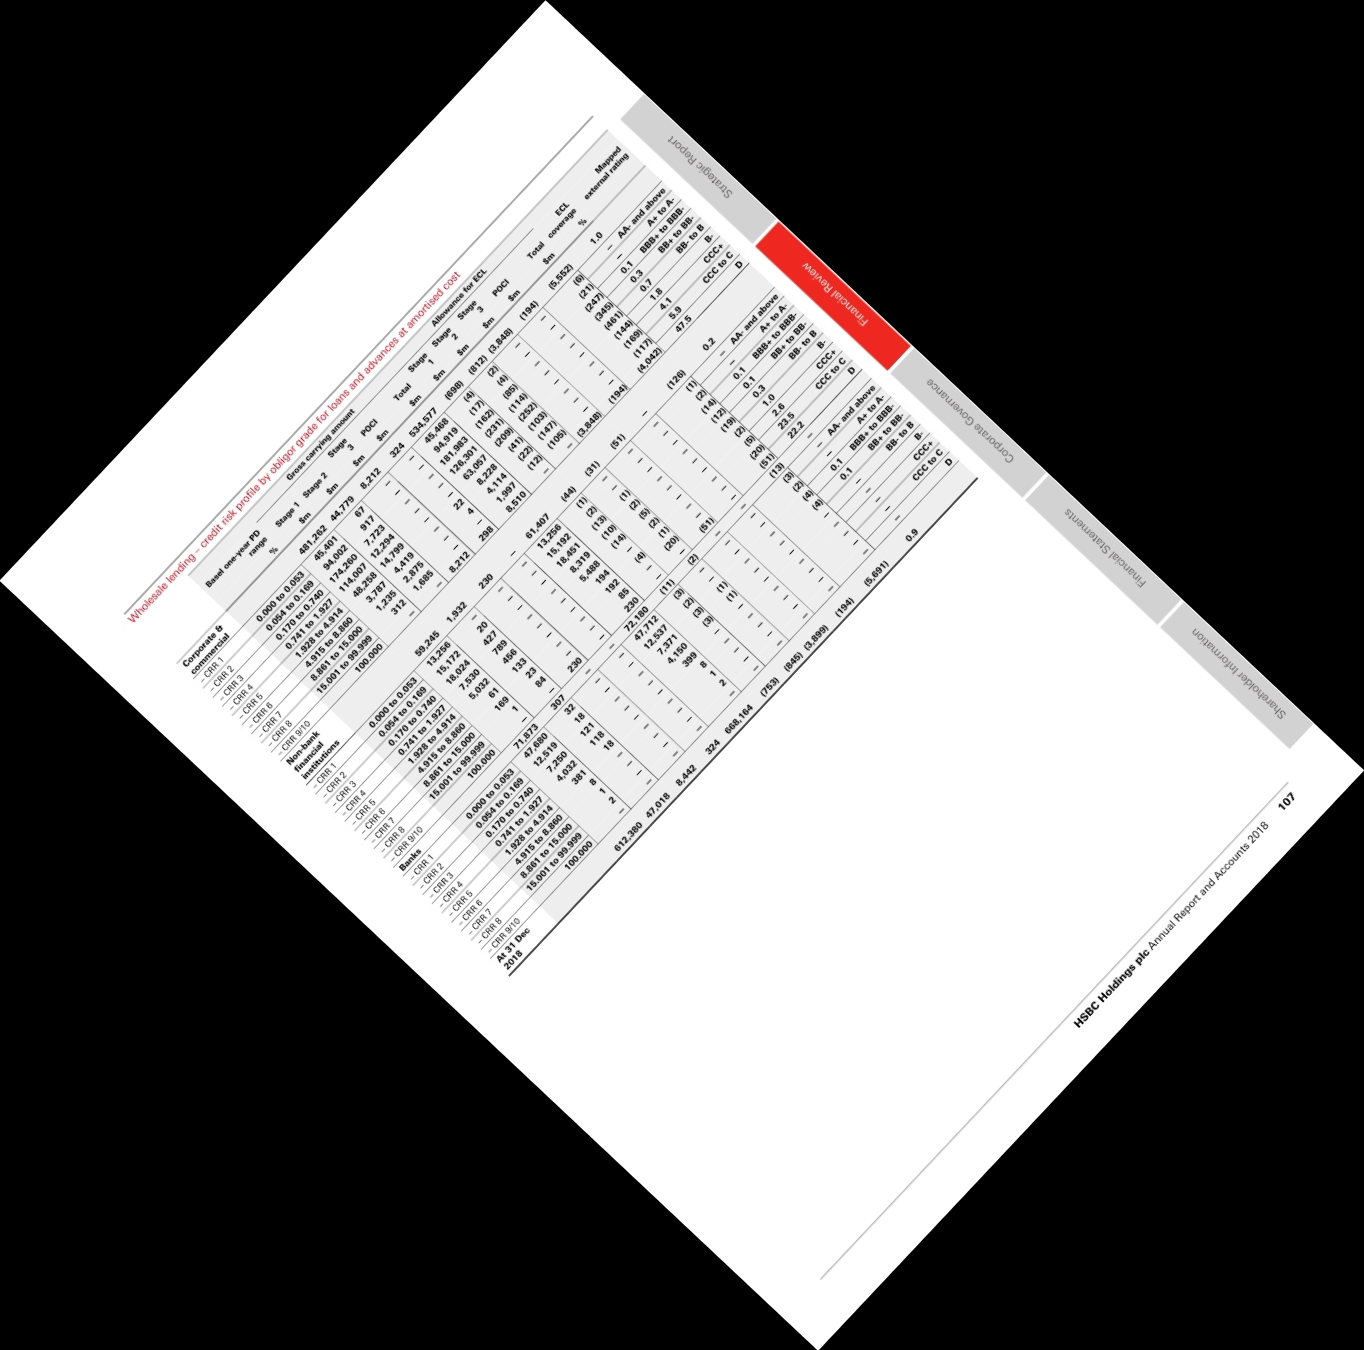 Strategic Report
Financial Review
Corporate Governance
Financial Statements
Shareholder Information
Wholesale lending – credit risk profile by obligor grade for loans and advances at amortised cost
Gross carrying amount Allowance for ECL
Basel one-year PD range Stage 1 Stage 2 Stage 3 POCI Total Stage 1 Stage 2 Stage 3 POCI Total ECL coverage Mapped external rating
% $m $m $m $m $m $m $m $m $m $m %
Corporate & commercial 481,262 44,779 8,212 324 534,577 (698) (812) (3,848) (194) (5,552) 1.0
– CRR 1 0.000 to 0.053 45,401 67 – – 45,468 (4) (2) – – (6) – AA- and above
– CRR 2 0.054 to 0.169 94,002 917 – – 94,919 (17) (4) – – (21) – A+ to A-
– CRR 3 0.170 to 0.740 174,260 7,723 – – 181,983 (162) (85) – – (247) 0.1 BBB+ to BBB-
– CRR 4 0.741 to 1.927 114,007 12,294 – – 126,301 (231) (114) – – (345) 0.3 BB+ to BB-
– CRR 5 1.928 to 4.914 48,258 14,799 – – 63,057 (209) (252) – – (461) 0.7 BB- to B
– CRR 6 4.915 to 8.860 3,787 4,419 – 22 8,228 (41) (103) – – (144) 1.8 B-
– CRR 7 8.861 to 15.000 1,235 2,875 – 4 4,114 (22) (147) – – (169) 4.1 CCC+
– CRR 8 15.001 to 99.999 312 1,685 – – 1,997 (12) (105) – – (117) 5.9 CCC to C
– CRR 9/10 100.000 – – 8,212 298 8,510 – – (3,848) (194) (4,042) 47.5 D
Non-bank financial institutions 59,245 1,932 230 – 61,407 (44) (31) (51) – (126) 0.2
– CRR 1 0.000 to 0.053 13,256 – – – 13,256 (1) – – – (1) – AA- and above
– CRR 2 0.054 to 0.169 15,172 20 – – 15,192 (2) – – – (2) – A+ to A-
– CRR 3 0.170 to 0.740 18,024 427 – – 18,451 (13) (1) – – (14) 0.1 BBB+ to BBB-
– CRR 4 0.741 to 1.927 7,530 789 – – 8,319 (10) (2) – – (12) 0.1 BB+ to BB-
– CRR 5 1.928 to 4.914 5,032 456 – – 5,488 (14) (5) – – (19) 0.3 BB- to B
– CRR 6 4.915 to 8.860 61 133 – – 194 – (2) – – (2) 1.0 B-
– CRR 7 8.861 to 15.000 169 23 – – 192 (4) (1) – – (5) 2.6 CCC+
– CRR 8 15.001 to 99.999 1 84 – – 85 – (20) – – (20) 23.5 CCC to C
– CRR 9/10 100.000 – – 230 – 230 – – (51) – (51) 22.2 D
Banks 71,873 307 – – 72,180 (11) (2) – – (13) –
– CRR 1 0.000 to 0.053 47,680 32 – – 47,712 (3) – – – (3) – AA- and above
– CRR 2 0.054 to 0.169 12,519 18 – – 12,537 (2) – – – (2) – A+ to A-
– CRR 3 0.170 to 0.740 7,250 121 – – 7,371 (3) (1) – – (4) 0.1 BBB+ to BBB-
– CRR 4 0.741 to 1.927 4,032 118 – – 4,150 (3) (1) – – (4) 0.1 BB+ to BB-
– CRR 5 1.928 to 4.914 381 18 – – 399 – – – – – – BB- to B
– CRR 6 4.915 to 8.860 8 – – – 8 – – – – – – B-
– CRR 7 8.861 to 15.000 1 – – – 1 – – – – – – CCC+
– CRR 8 15.001 to 99.999 2 – – – 2 – – – – – – CCC to C
– CRR 9/10 100.000 – – – – – – – – – – – D
At 31 Dec 2018 612,380 47,018 8,442 324 668,164 (753) (845) (3,899) (194) (5,691) 0.9
HSBC Holdings plc Annual Report and Accounts 2018 107